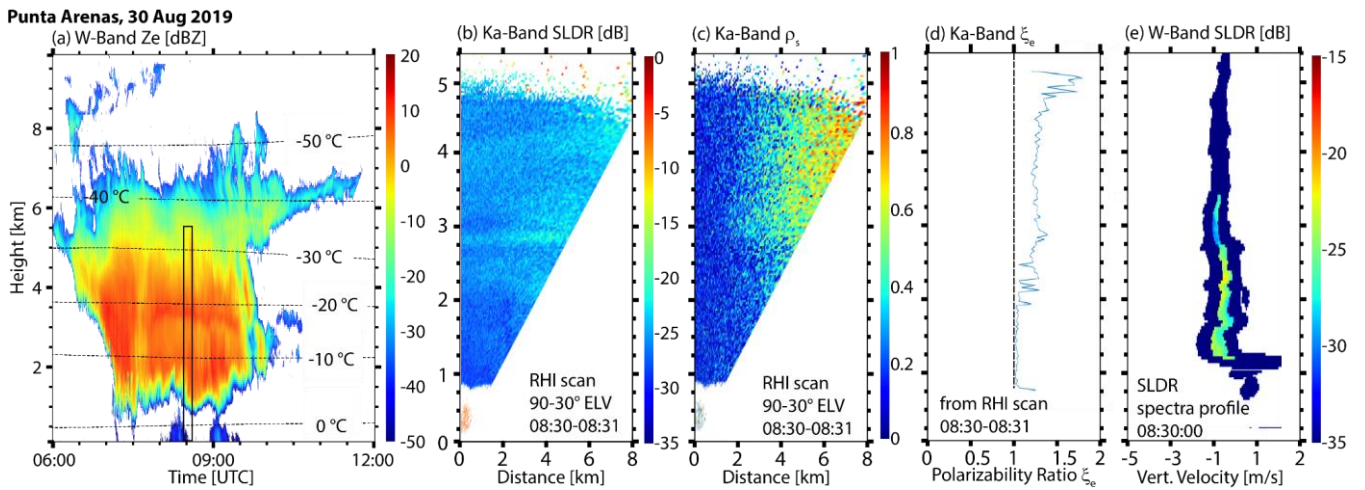 Punta Arenas, 30 Aug 2019
(a) W-Band Ze [dBZ]
(b) Ka-Band SLDR [dB]
(c) Ka-Band ρs
(d) Ka-Band ξe
(e) W-Band SLDR [dB]
Height [km]
8
6
4
2
-50 °C
-40 °C
-30 °C
-20 °C
-10 °C
0 °C
06:00
09:00
12:00
Time [UTC]
20
10
0
-10
-20
-30
-40
-50
5
4
3
2
1
0
0 2 4 6 8
Distance [km]
RHI scan
90-30° ELV
08:30-08:31
0
-5
-10
-15
-20
-25
-30
-35
0 2 4 6 8
Distance [km]
RHI scan
90-30° ELV
08:30-08:31
1
0.8
0.6
0.4
0.2
0
from RHI scan
08:30-08:31
0 0.5 1 1.5 2
Polarizability Ratio ξe
SLDR
spectra profile
08:30:00
-5 -3 -1 1 2
Vert. Velocity [m/s]
-15
-20
-25
-30
-35